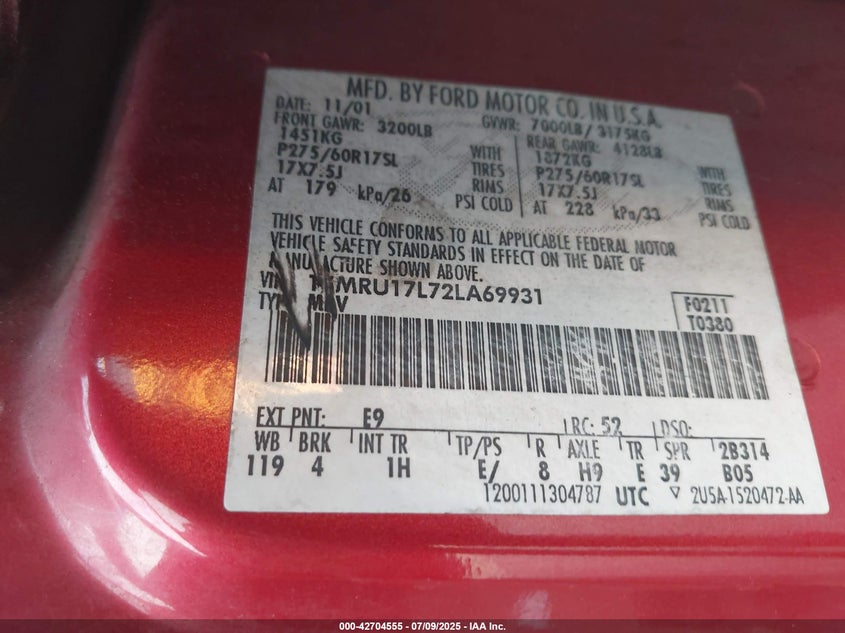 MFD. BY FORD MOTOR CO. IN U.S.A.
DATE: 11/01 GVWR: 7000LB / 3175KG
FRONT GAWR: 3200LB REAR GAWR: 4128LB
1451KG WITH 1872KG WITH
P275/60R17SL TIRES P275/60R17SL TIRES
17X7.5J RIMS 17X7.5J RIMS
AT 179 kPa/26 PSI COLD AT 228 kPa/33 PSI COLD
THIS VEHICLE CONFORMS TO ALL APPLICABLE FEDERAL MOTOR
VEHICLE SAFETY STANDARDS IN EFFECT ON THE DATE OF
MANUFACTURE SHOWN ABOVE.
VIN: MRU17L72LA69931 F0211
TYPE: T0380
EXT PNT: E9 RC: 52 DSO:
WB BRK INT TR TP/PS R AXLE TR SPR 2B314
119 4 1H E/ 8 H9 E 39 B05
1200111304787 UTC ▽ 2U5A-1520472-AA
000-42704555 - 07/09/2025 - IAA Inc.